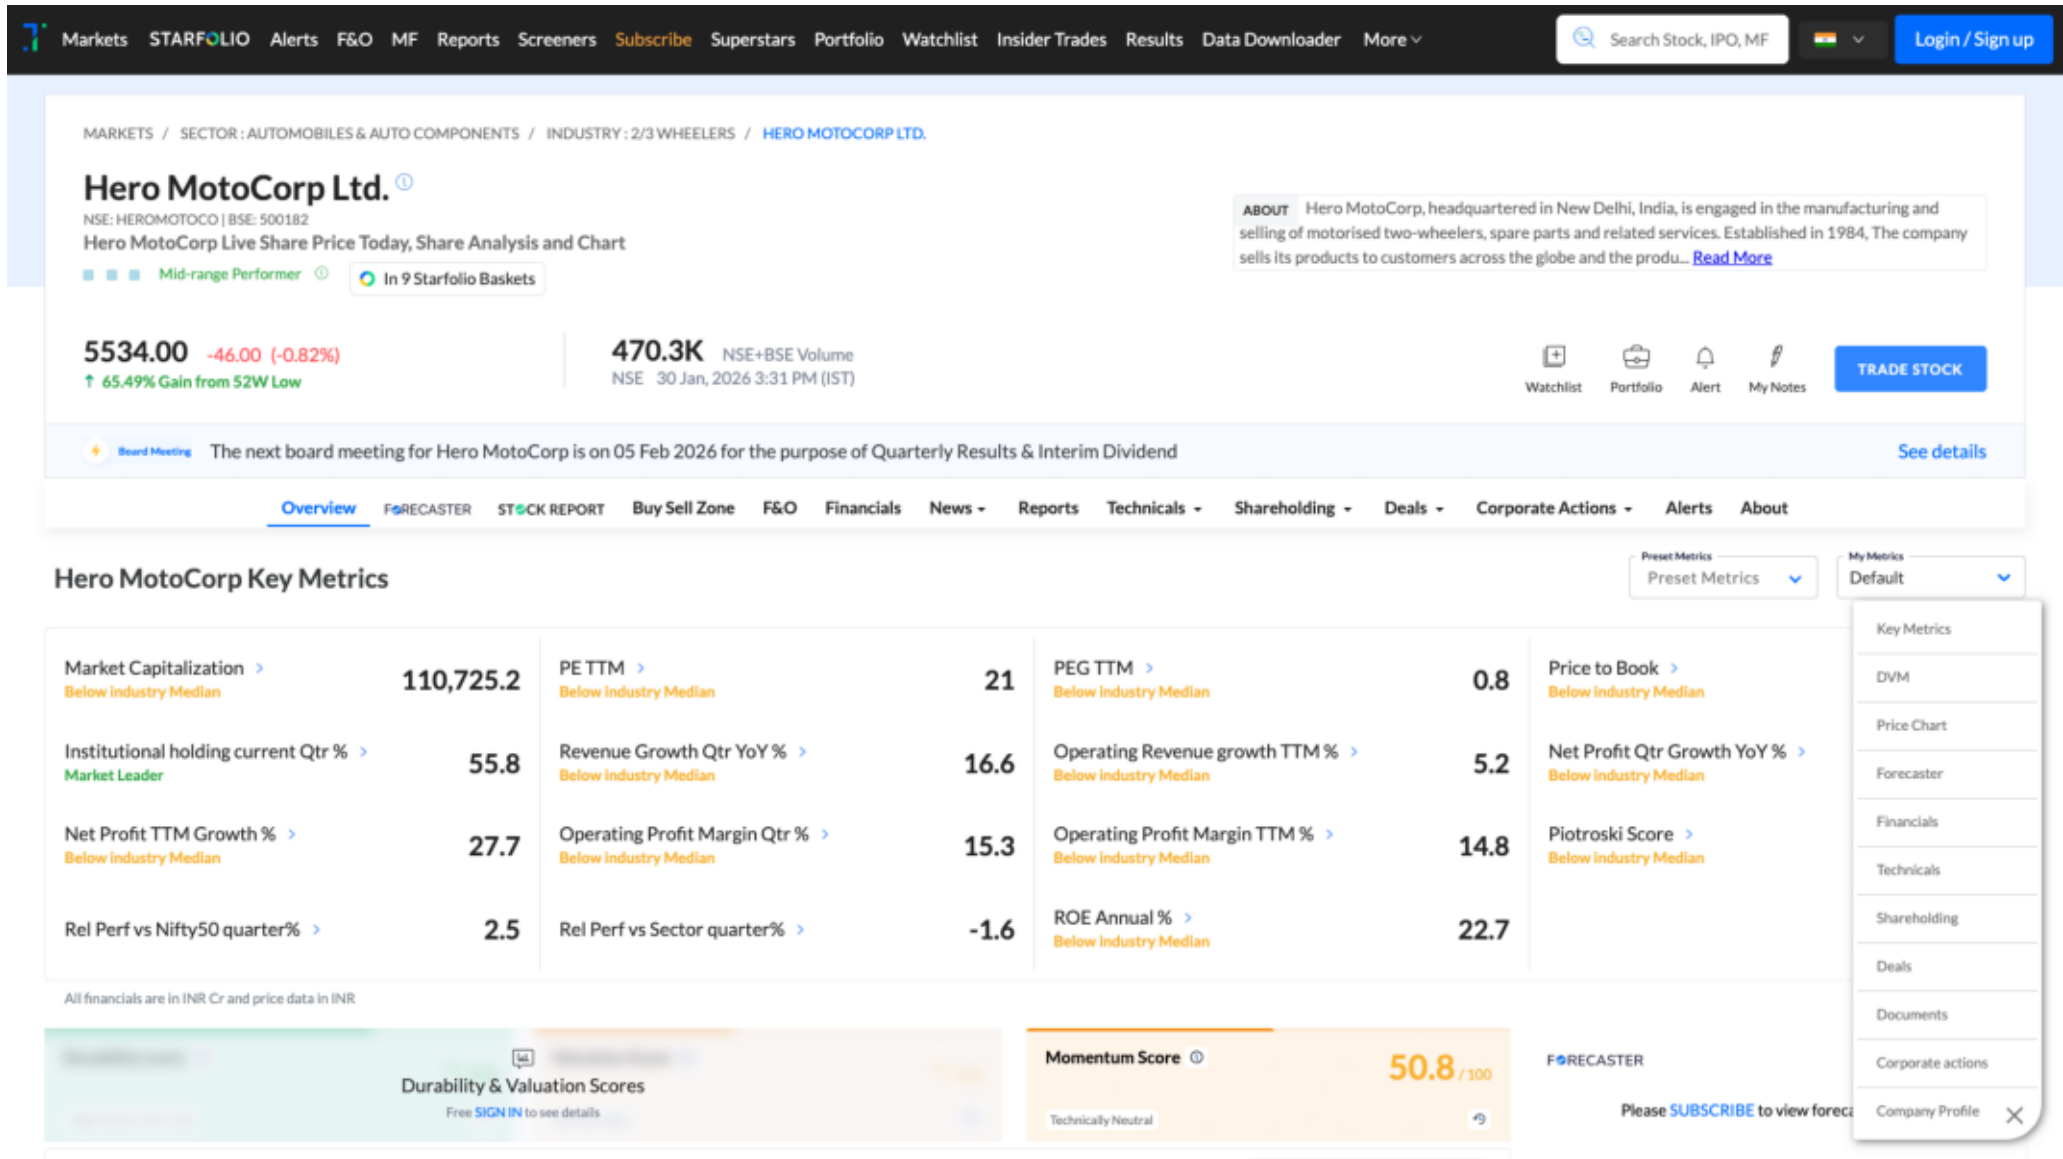 Markets STARFOLIO Alerts F&O MF Reports Screeners Subscribe Superstars Portfolio Watchlist Insider Trades Results Data Downloader More Search Stock, IPO, MF Login / Sign up
MARKETS / SECTOR : AUTOMOBILES & AUTO COMPONENTS / INDUSTRY : 2/3 WHEELERS / HERO MOTOCORP LTD.
Hero MotoCorp Ltd.
NSE: HEROMOTOCO | BSE: 500182
Hero MotoCorp Live Share Price Today, Share Analysis and Chart
Mid-range Performer In 9 Starfolio Baskets
ABOUT Hero MotoCorp, headquartered in New Delhi, India, is engaged in the manufacturing and
selling of motorised two-wheelers, spare parts and related services. Established in 1984, The company
sells its products to customers across the globe and the produ... Read More
5534.00 -46.00 (-0.82%)
↑ 65.49% Gain from 52W Low
470.3K NSE+BSE Volume
NSE 30 Jan, 2026 3:31 PM (IST)
Watchlist Portfolio Alert My Notes TRADE STOCK
Board Meeting The next board meeting for Hero MotoCorp is on 05 Feb 2026 for the purpose of Quarterly Results & Interim Dividend See details
Overview FORECASTER STOCK REPORT Buy Sell Zone F&O Financials News Reports Technicals Shareholding Deals Corporate Actions Alerts About
Hero MotoCorp Key Metrics
Preset Metrics
Preset Metrics
My Metrics
Default
Market Capitalization 110,725.2
Below industry Median
PE TTM 21
Below industry Median
PEG TTM 0.8
Below industry Median
Price to Book
Below industry Median
Institutional holding current Qtr % 55.8
Market Leader
Revenue Growth Qtr YoY % 16.6
Below industry Median
Operating Revenue growth TTM % 5.2
Below industry Median
Net Profit Qtr Growth YoY %
Below industry Median
Net Profit TTM Growth % 27.7
Below industry Median
Operating Profit Margin Qtr % 15.3
Below industry Median
Operating Profit Margin TTM % 14.8
Below industry Median
Piotroski Score
Below industry Median
Rel Perf vs Nifty50 quarter% 2.5
Rel Perf vs Sector quarter% -1.6
ROE Annual % 22.7
Below industry Median
Key Metrics
DVM
Price Chart
Forecaster
Financials
Technicals
Shareholding
Deals
Documents
Corporate actions
Company Profile
All financials are in INR Cr and price data in INR
Durability & Valuation Scores
Free SIGN IN to see details
Momentum Score 50.8 / 100
Technically Neutral
FORECASTER
Please SUBSCRIBE to view foreca